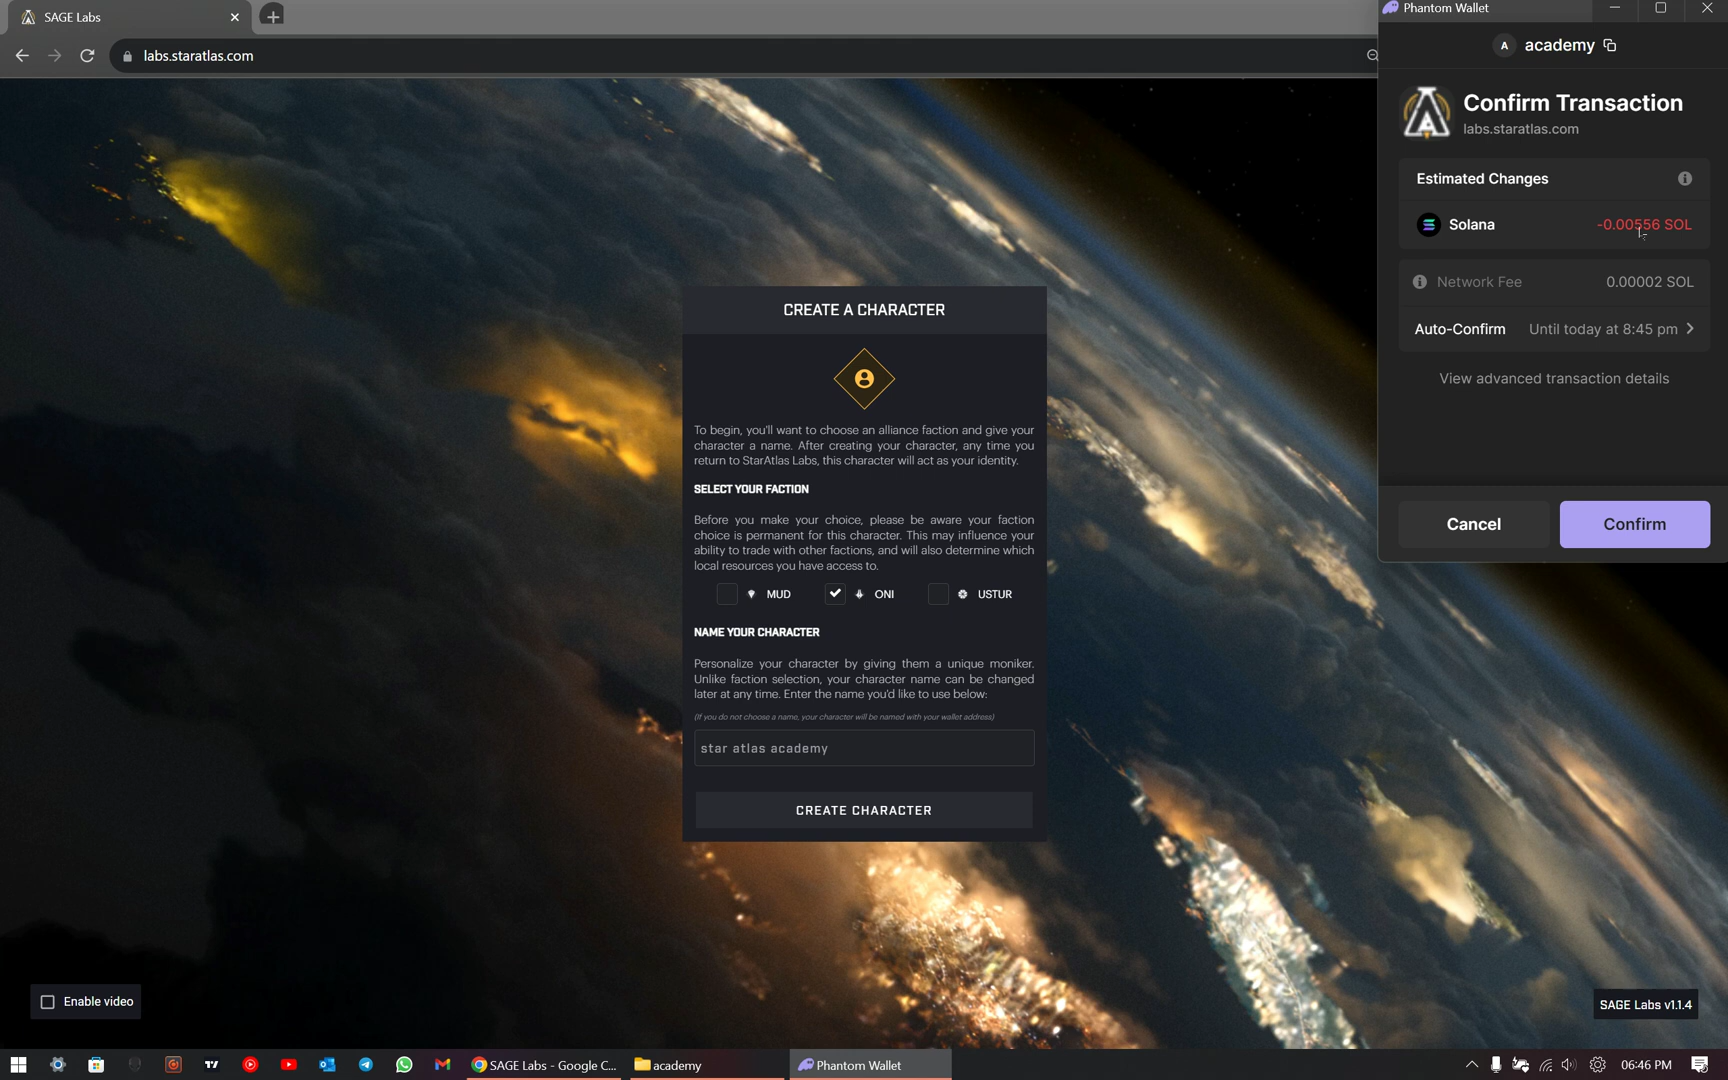 SAGE Labs
labs.staratlas.com
Phantom Wallet
A academy
Confirm Transaction
labs.staratlas.com
Estimated Changes
Solana -0.00556 SOL
Network Fee 0.00002 SOL
Auto-Confirm Until today at 8:45 pm
View advanced transaction details
Cancel Confirm
CREATE A CHARACTER
To begin, you'll want to choose an alliance faction and give your
character a name. After creating your character, any time you
return to StarAtlas Labs, this character will act as your identity.
SELECT YOUR FACTION
Before you make your choice, please be aware your faction
choice is permanent for this character. This may influence your
ability to trade with other factions, and will also determine which
local resources you have access to.
MUD ONI USTUR
NAME YOUR CHARACTER
Personalize your character by giving them a unique moniker.
Unlike faction selection, your character name can be changed
later at any time. Enter the name you'd like to use below:
(If you do not choose a name, your character will be named with your wallet address)
star atlas academy
CREATE CHARACTER
Enable video
SAGE Labs v1.1.4
SAGE Labs - Google C... academy Phantom Wallet 06:46 PM